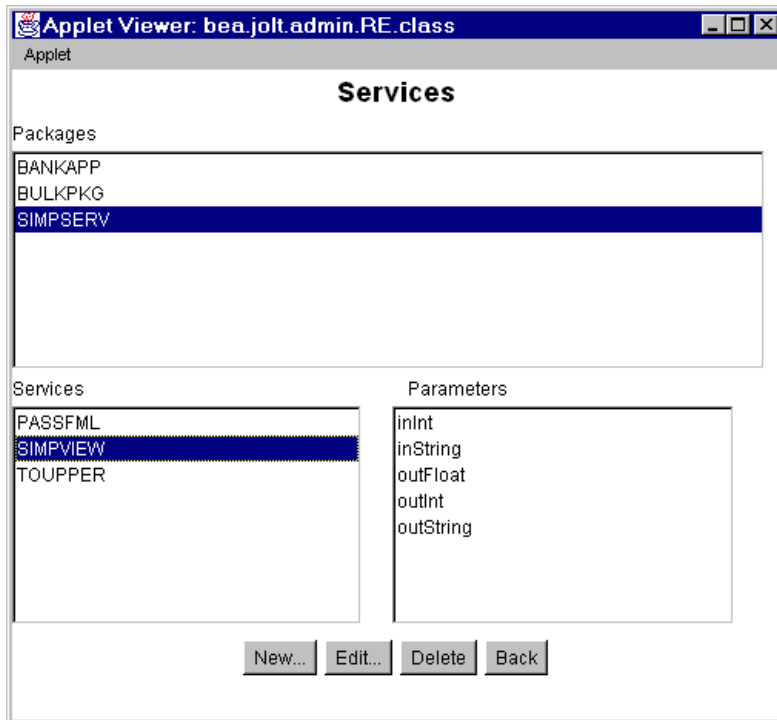 Applet Viewer: bea.jolt.admin.RE.class
Applet
Services
Packages
BANKAPP
BULKPKG
SIMPSERV
Services
PASSFML
SIMPVIEW
TOUPPER
Parameters
inInt
inString
outFloat
outInt
outString
New... Edit... Delete Back